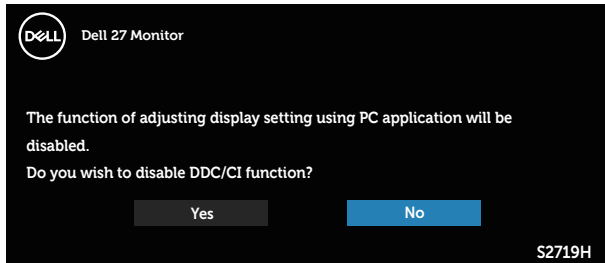 DELL
Dell 27 Monitor
The function of adjusting display setting using PC application will be
disabled.
Do you wish to disable DDC/CI function?
Yes No
S2719H